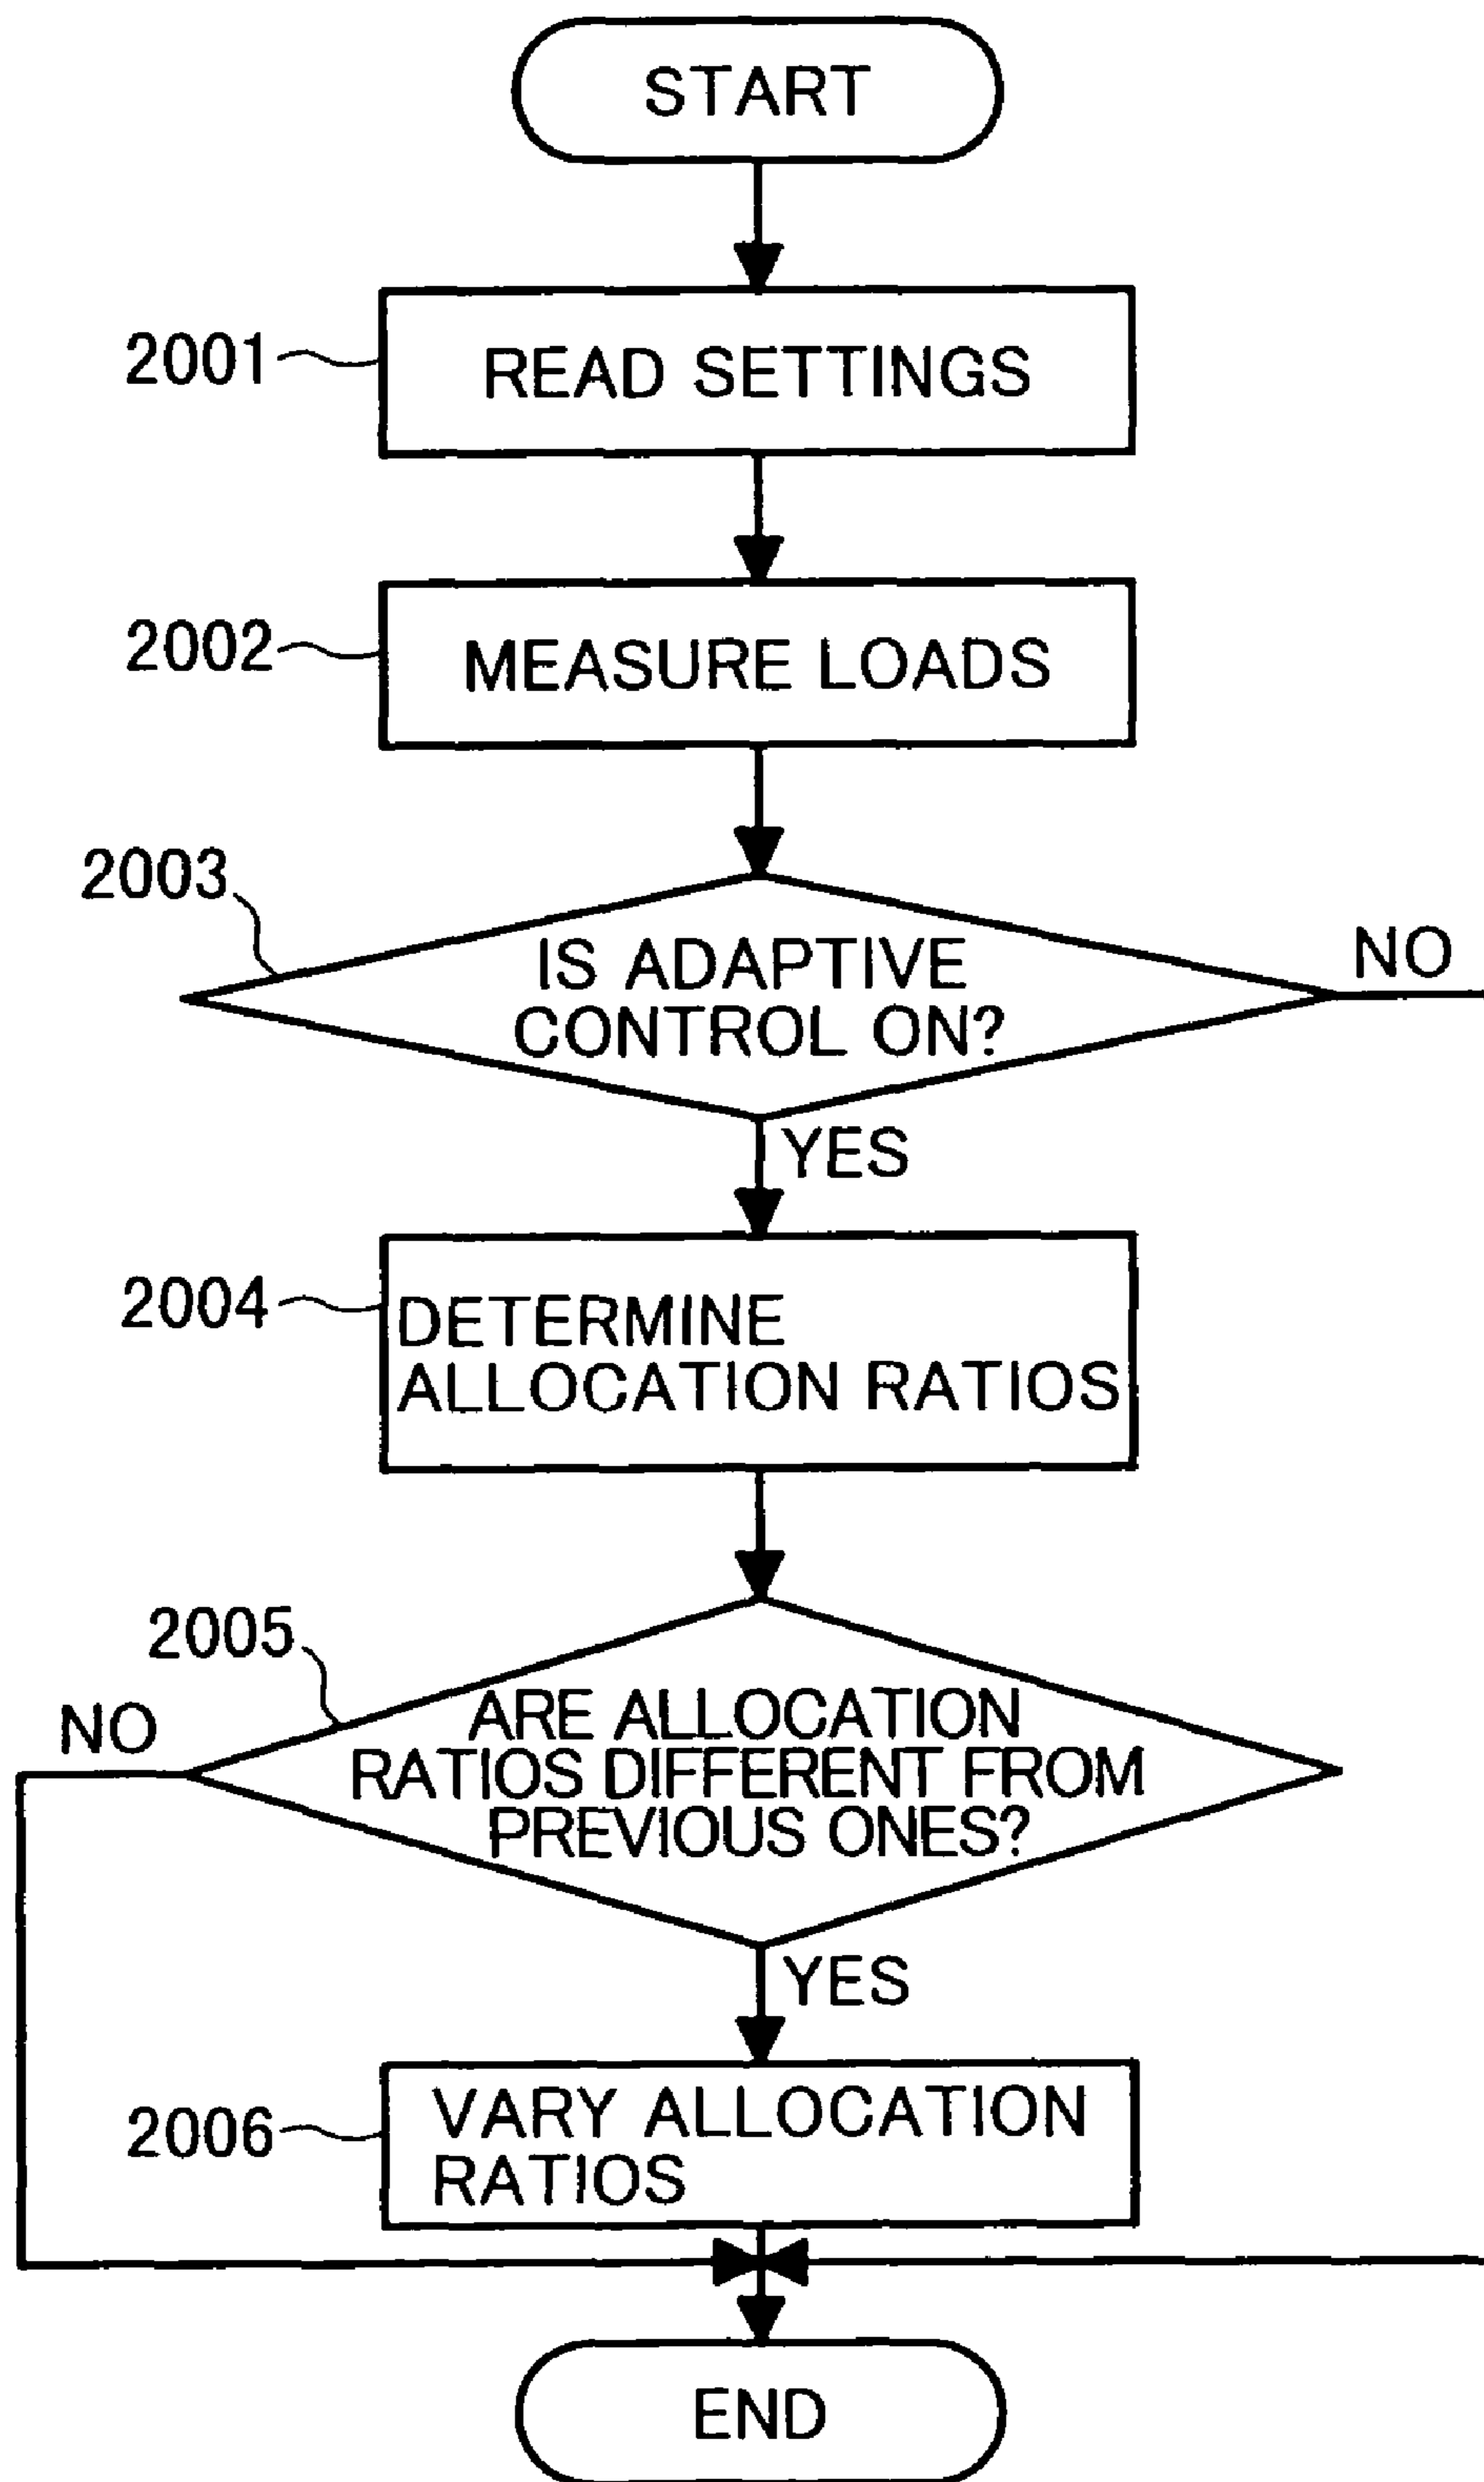 START
2001
READ SETTINGS
2002
MEASURE LOADS
2003
IS ADAPTIVE
CONTROL ON?
NO
YES
2004
DETERMINE
ALLOCATION RATIOS
2005
NO
ARE ALLOCATION
RATIOS DIFFERENT FROM
PREVIOUS ONES?
YES
2006
VARY ALLOCATION
RATIOS
END